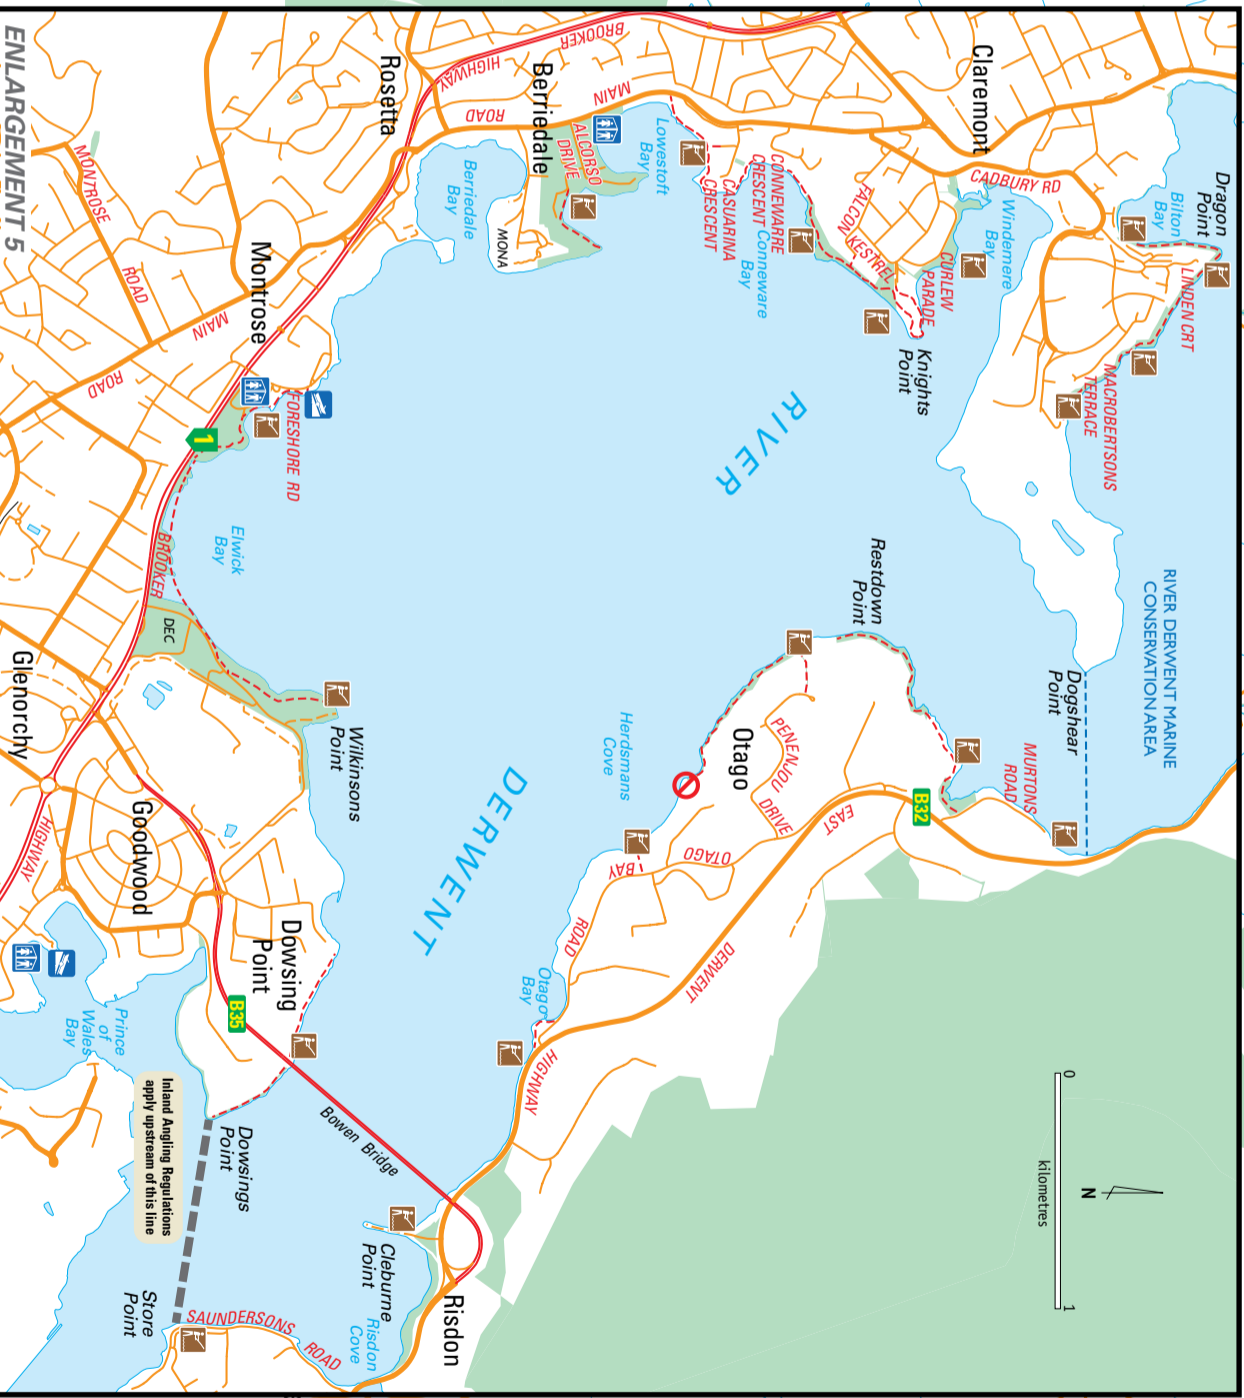 ENLARGEMENT 5
Claremont
Dragon
Point
Bilton
Bay
CADBURY RD
Windemere
Bay
LINDEN CRT
MACROBERTSONS
TERRACE
CURLEW
PARADE
FALCON
KESTREL
Knights
Point
CONNEWARRE
CRESCENT
Conneware
Bay
CASUARINA
CRESCENT
Lowestoft
Bay
BROOKER
HIGHWAY
MAIN
ROAD
Berriedale
ALCORSO
DRIVE
Rosetta
Berriedale
Bay
MONA
MONTROSE
ROAD
Montrose
MAIN
ROAD
FORESHORE RD
1
Elwick
Bay
BROOKER
DEC
Glenorchy
HIGHWAY
Wilkinsons
Point
Goodwood
RIVER
DERWENT
RIVER DERWENT MARINE
CONSERVATION AREA
Dogshear
Point
Restdown
Point
MURTONS
ROAD
B32
Otago
PENENJOU
DRIVE
EAST
DERWENT
HIGHWAY
Herdsmans
Cove
OTAGO
BAY
ROAD
Otago
Bay
Dowsing
Point
B35
Prince
of
Wales
Bay
Bowen Bridge
Inland Angling Regulations
apply upstream of this line
Dowsings
Point
Cleburne
Point
Risdon
Risdon
Cove
Store
Point
SAUNDERSONS
ROAD
0
1
kilometres
N